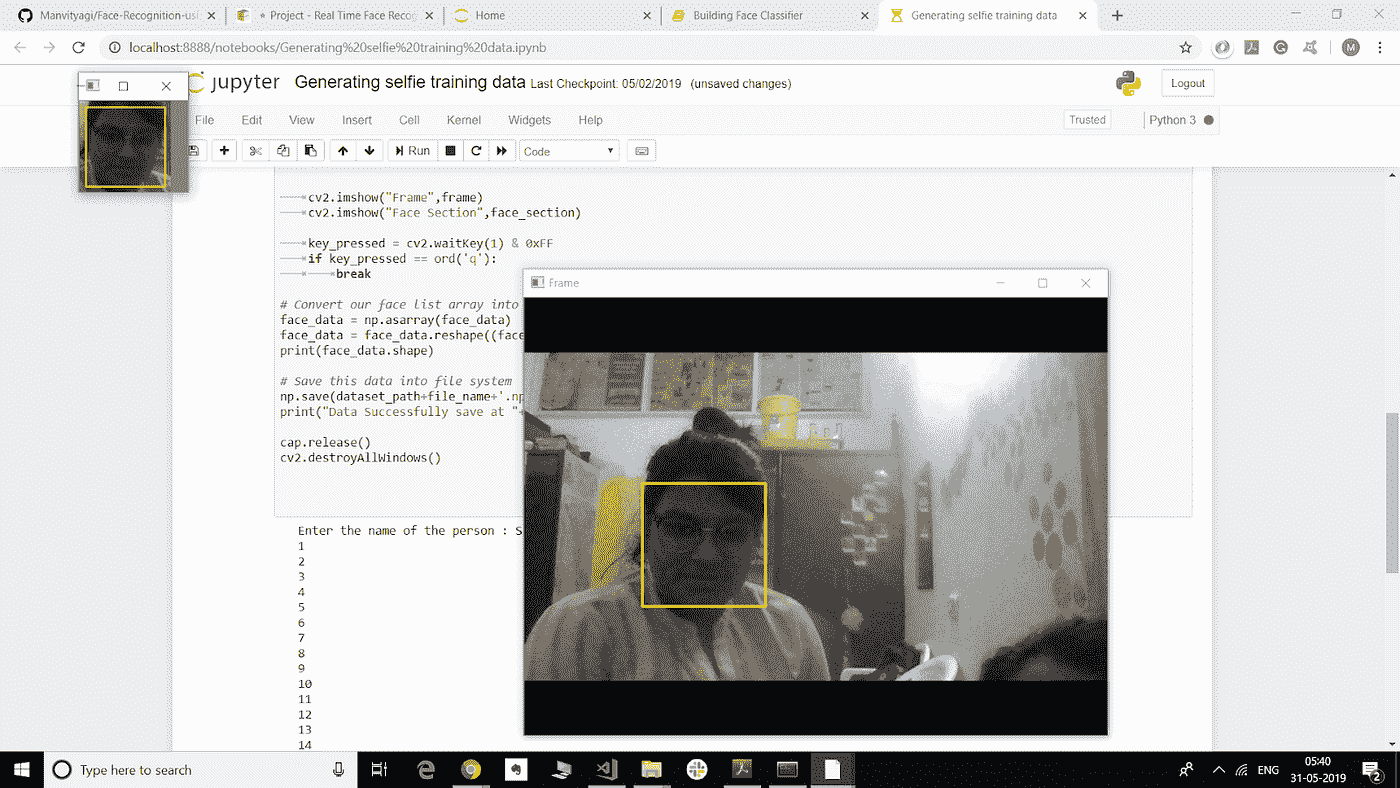 Manvityagi/Face-Recognition-usi
* Project - Real Time Face Recog
Home
Building Face Classifier
Generating selfie training data
localhost:8888/notebooks/Generating%20selfie%20training%20data.ipynb
M
jupyter Generating selfie training data Last Checkpoint: 05/02/2019 (unsaved changes)
Logout
File Edit View Insert Cell Kernel Widgets Help
Trusted
Python 3
Run
Code
cv2.imshow("Frame",frame)
cv2.imshow("Face Section",face_section)
key_pressed = cv2.waitKey(1) & 0xFF
if key_pressed == ord('q'):
break
# Convert our face list array into
face_data = np.asarray(face_data)
face_data = face_data.reshape((face
print(face_data.shape)
# Save this data into file system
np.save(dataset_path+file_name+'.np
print("Data Successfully save at "+
cap.release()
cv2.destroyAllWindows()
Frame
Enter the name of the person : S
1
2
3
4
5
6
7
8
9
10
11
12
13
14
Type here to search
ENG
05:40
31-05-2019
2